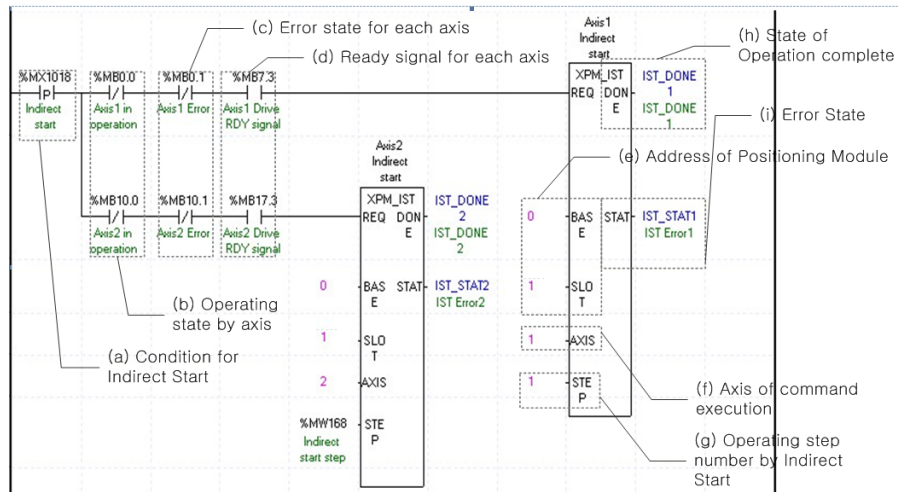 (c) Error state for each axis
(d) Ready signal for each axis
Axis1
Indirect
start
(h) State of
Operation complete
%MX1018
%MB0.0
%MB0.1
%MB7.3
P
Indirect
start
Axis1 in
operation
Axis1 Error
Axis1 Drive
RDY signal
XPM_IST
REQ DON
E
IST_DONE
1
IST_DONE
1
(i) Error State
(e) Address of Positioning Module
Axis2
Indirect
start
%MB10.0
%MB10.1
%MB17.3
Axis2 in
operation
Axis2 Error
Axis2 Drive
RDY signal
XPM_IST
REQ DON
E
IST_DONE
2
IST_DONE
2
0
BAS
E
STAT
IST_STAT1
IST Error1
0
BAS
E
STAT
IST_STAT2
IST Error2
1
SLO
T
(b) Operating
state by axis
1
SLO
T
1
AXIS
(a) Condition for
Indirect Start
2
AXIS
1
STE
P
(f) Axis of command
execution
%MW168
Indirect
start step
STE
P
(g) Operating step
number by Indirect
Start